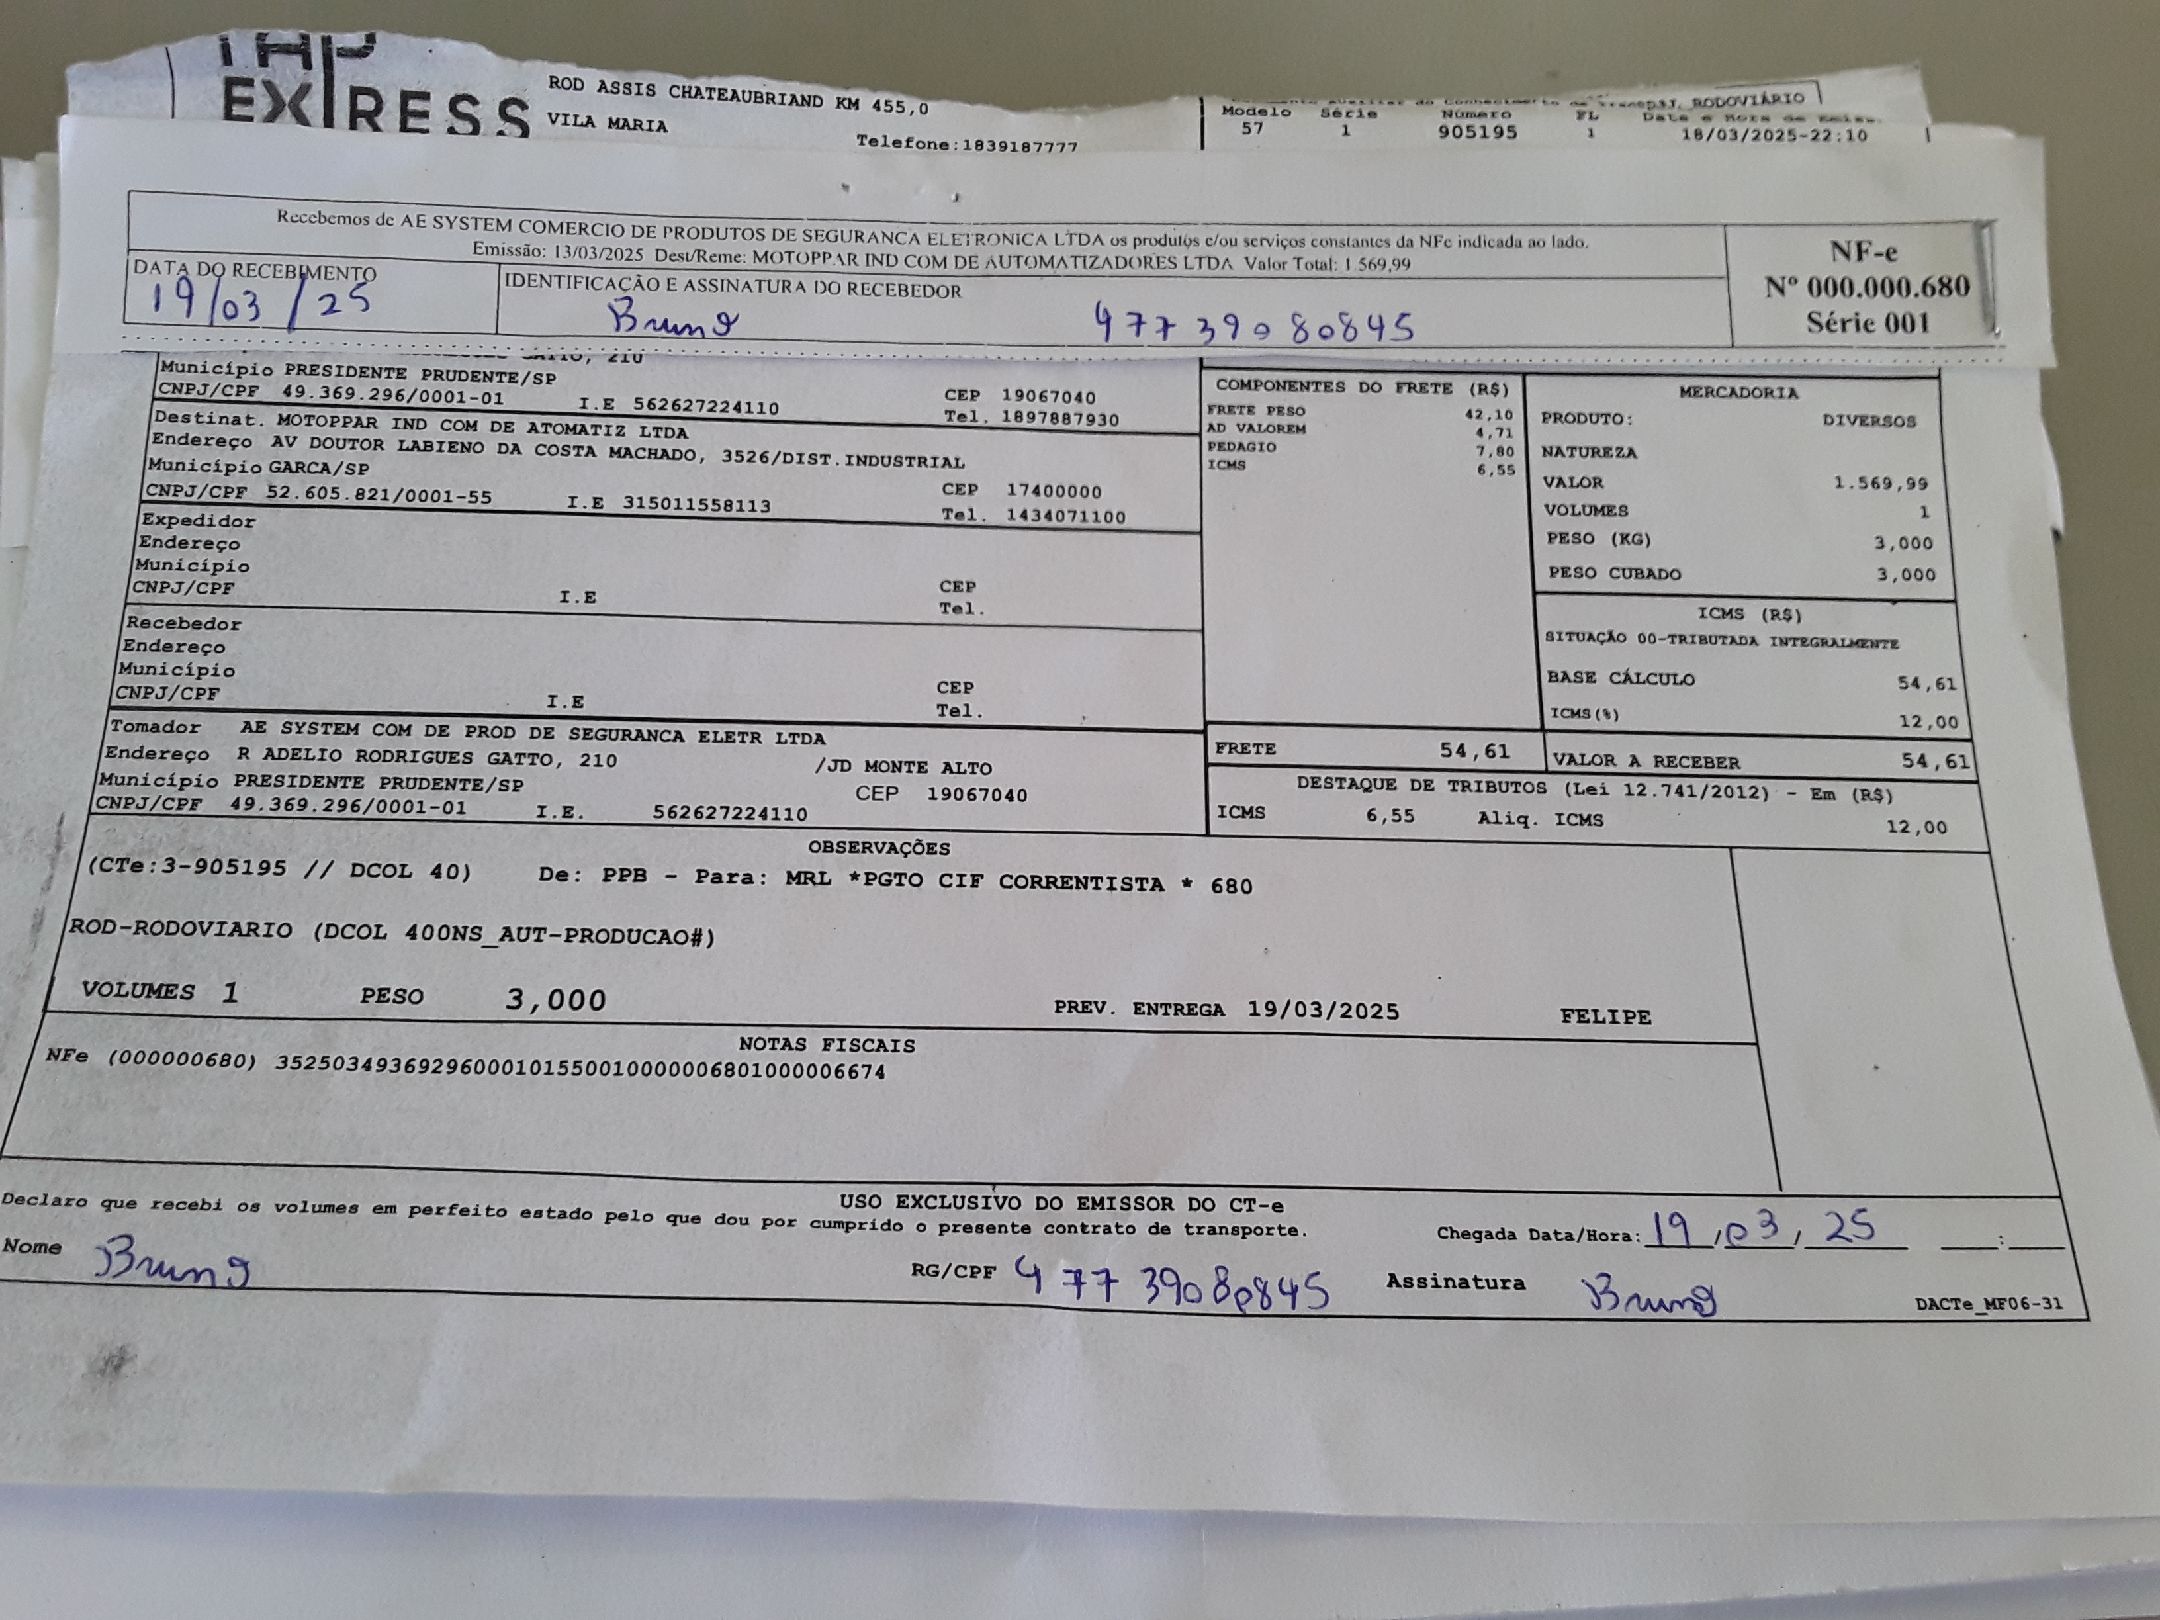 EXPRESS
ROD ASSIS CHATEAUBRIAND KM 455,0
VILA MARIA
Telefone:1839187777
RODOVIÁRIO
Modelo Série Número FL Data e Hora de Emiss.
57 1 905195 1 18/03/2025-22:10
Recebemos de AE SYSTEM COMERCIO DE PRODUTOS DE SEGURANCA ELETRONICA LTDA os produtos e/ou serviços constantes da NFe indicada ao lado.
Emissão: 13/03/2025 Dest/Reme: MOTOPPAR IND COM DE AUTOMATIZADORES LTDA Valor Total: 1.569,99
DATA DO RECEBIMENTO
19/03/25
IDENTIFICAÇÃO E ASSINATURA DO RECEBEDOR
Bruno 47739080845
NF-e
Nº 000.000.680
Série 001
GATTO, 210
Município PRESIDENTE PRUDENTE/SP CEP 19067040
CNPJ/CPF 49.369.296/0001-01 I.E 562627224110 Tel. 1897887930
Destinat. MOTOPPAR IND COM DE ATOMATIZ LTDA
Endereço AV DOUTOR LABIENO DA COSTA MACHADO, 3526/DIST.INDUSTRIAL
Município GARCA/SP CEP 17400000
CNPJ/CPF 52.605.821/0001-55 I.E 315011558113 Tel. 1434071100
Expedidor
Endereço
Município CEP
CNPJ/CPF I.E Tel.
Recebedor
Endereço
Município CEP
CNPJ/CPF I.E Tel.
Tomador AE SYSTEM COM DE PROD DE SEGURANCA ELETR LTDA
Endereço R ADELIO RODRIGUES GATTO, 210 /JD MONTE ALTO
Município PRESIDENTE PRUDENTE/SP CEP 19067040
CNPJ/CPF 49.369.296/0001-01 I.E. 562627224110
COMPONENTES DO FRETE (R$)
FRETE PESO 42,10
AD VALOREM 4,71
PEDAGIO 7,80
ICMS 6,55
MERCADORIA
PRODUTO: DIVERSOS
NATUREZA
VALOR 1.569,99
VOLUMES 1
PESO (KG) 3,000
PESO CUBADO 3,000
ICMS (R$)
SITUAÇÃO 00-TRIBUTADA INTEGRALMENTE
BASE CÁLCULO 54,61
ICMS(%) 12,00
FRETE 54,61 VALOR A RECEBER 54,61
DESTAQUE DE TRIBUTOS (Lei 12.741/2012) - Em (R$)
ICMS 6,55 Aliq. ICMS 12,00
OBSERVAÇÕES
(CTe:3-905195 // DCOL 40) De: PPB - Para: MRL *PGTO CIF CORRENTISTA * 680
ROD-RODOVIARIO (DCOL 400NS_AUT-PRODUCAO#)
VOLUMES 1 PESO 3,000 PREV. ENTREGA 19/03/2025 FELIPE
NOTAS FISCAIS
NFe (000000680) 35250349369296000101550010000006801000006674
USO EXCLUSIVO DO EMISSOR DO CT-e
Declaro que recebi os volumes em perfeito estado pelo que dou por cumprido o presente contrato de transporte.
Chegada Data/Hora: 19/03/25 :
Nome Bruno RG/CPF 47739080845 Assinatura Bruno
DACTe_MF06-31